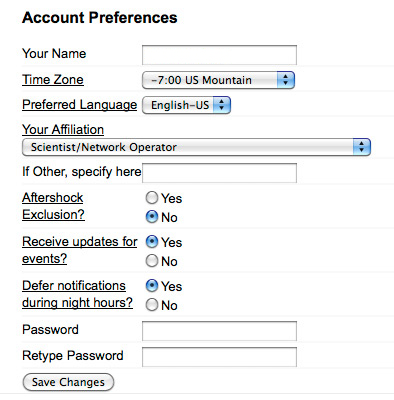 Account Preferences
Your Name
Time Zone -7:00 US Mountain
Preferred Language English-US
Your Affiliation
Scientist/Network Operator
If Other, specify here
Aftershock Yes
Exclusion? No
Receive updates for Yes
events? No
Defer notifications Yes
during night hours? No
Password
Retype Password
Save Changes